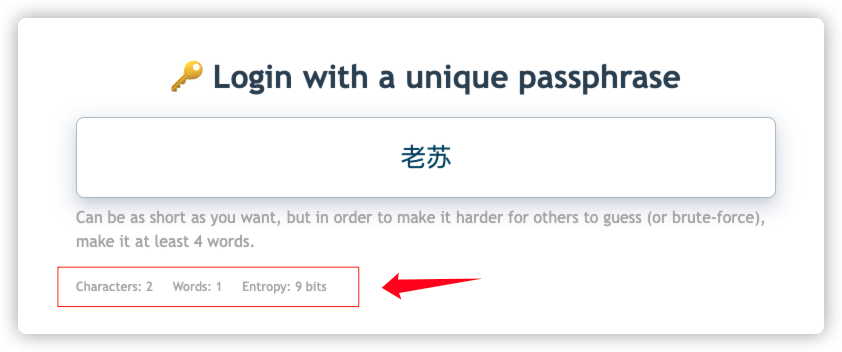 🔑 Login with a unique passphrase
老苏
Can be as short as you want, but in order to make it harder for others to guess (or brute-force),
make it at least 4 words.
Characters: 2 Words: 1 Entropy: 9 bits